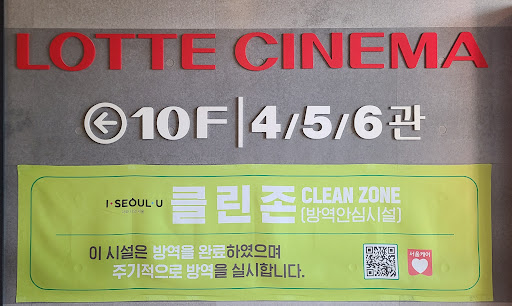 LOTTE CINEMA
← 10F | 4/5/6관
I·SEOUL·U
클린존 CLEAN ZONE
(방역안심시설)
이 시설은 방역을 완료하였으며
주기적으로 방역을 실시합니다.
서울케어